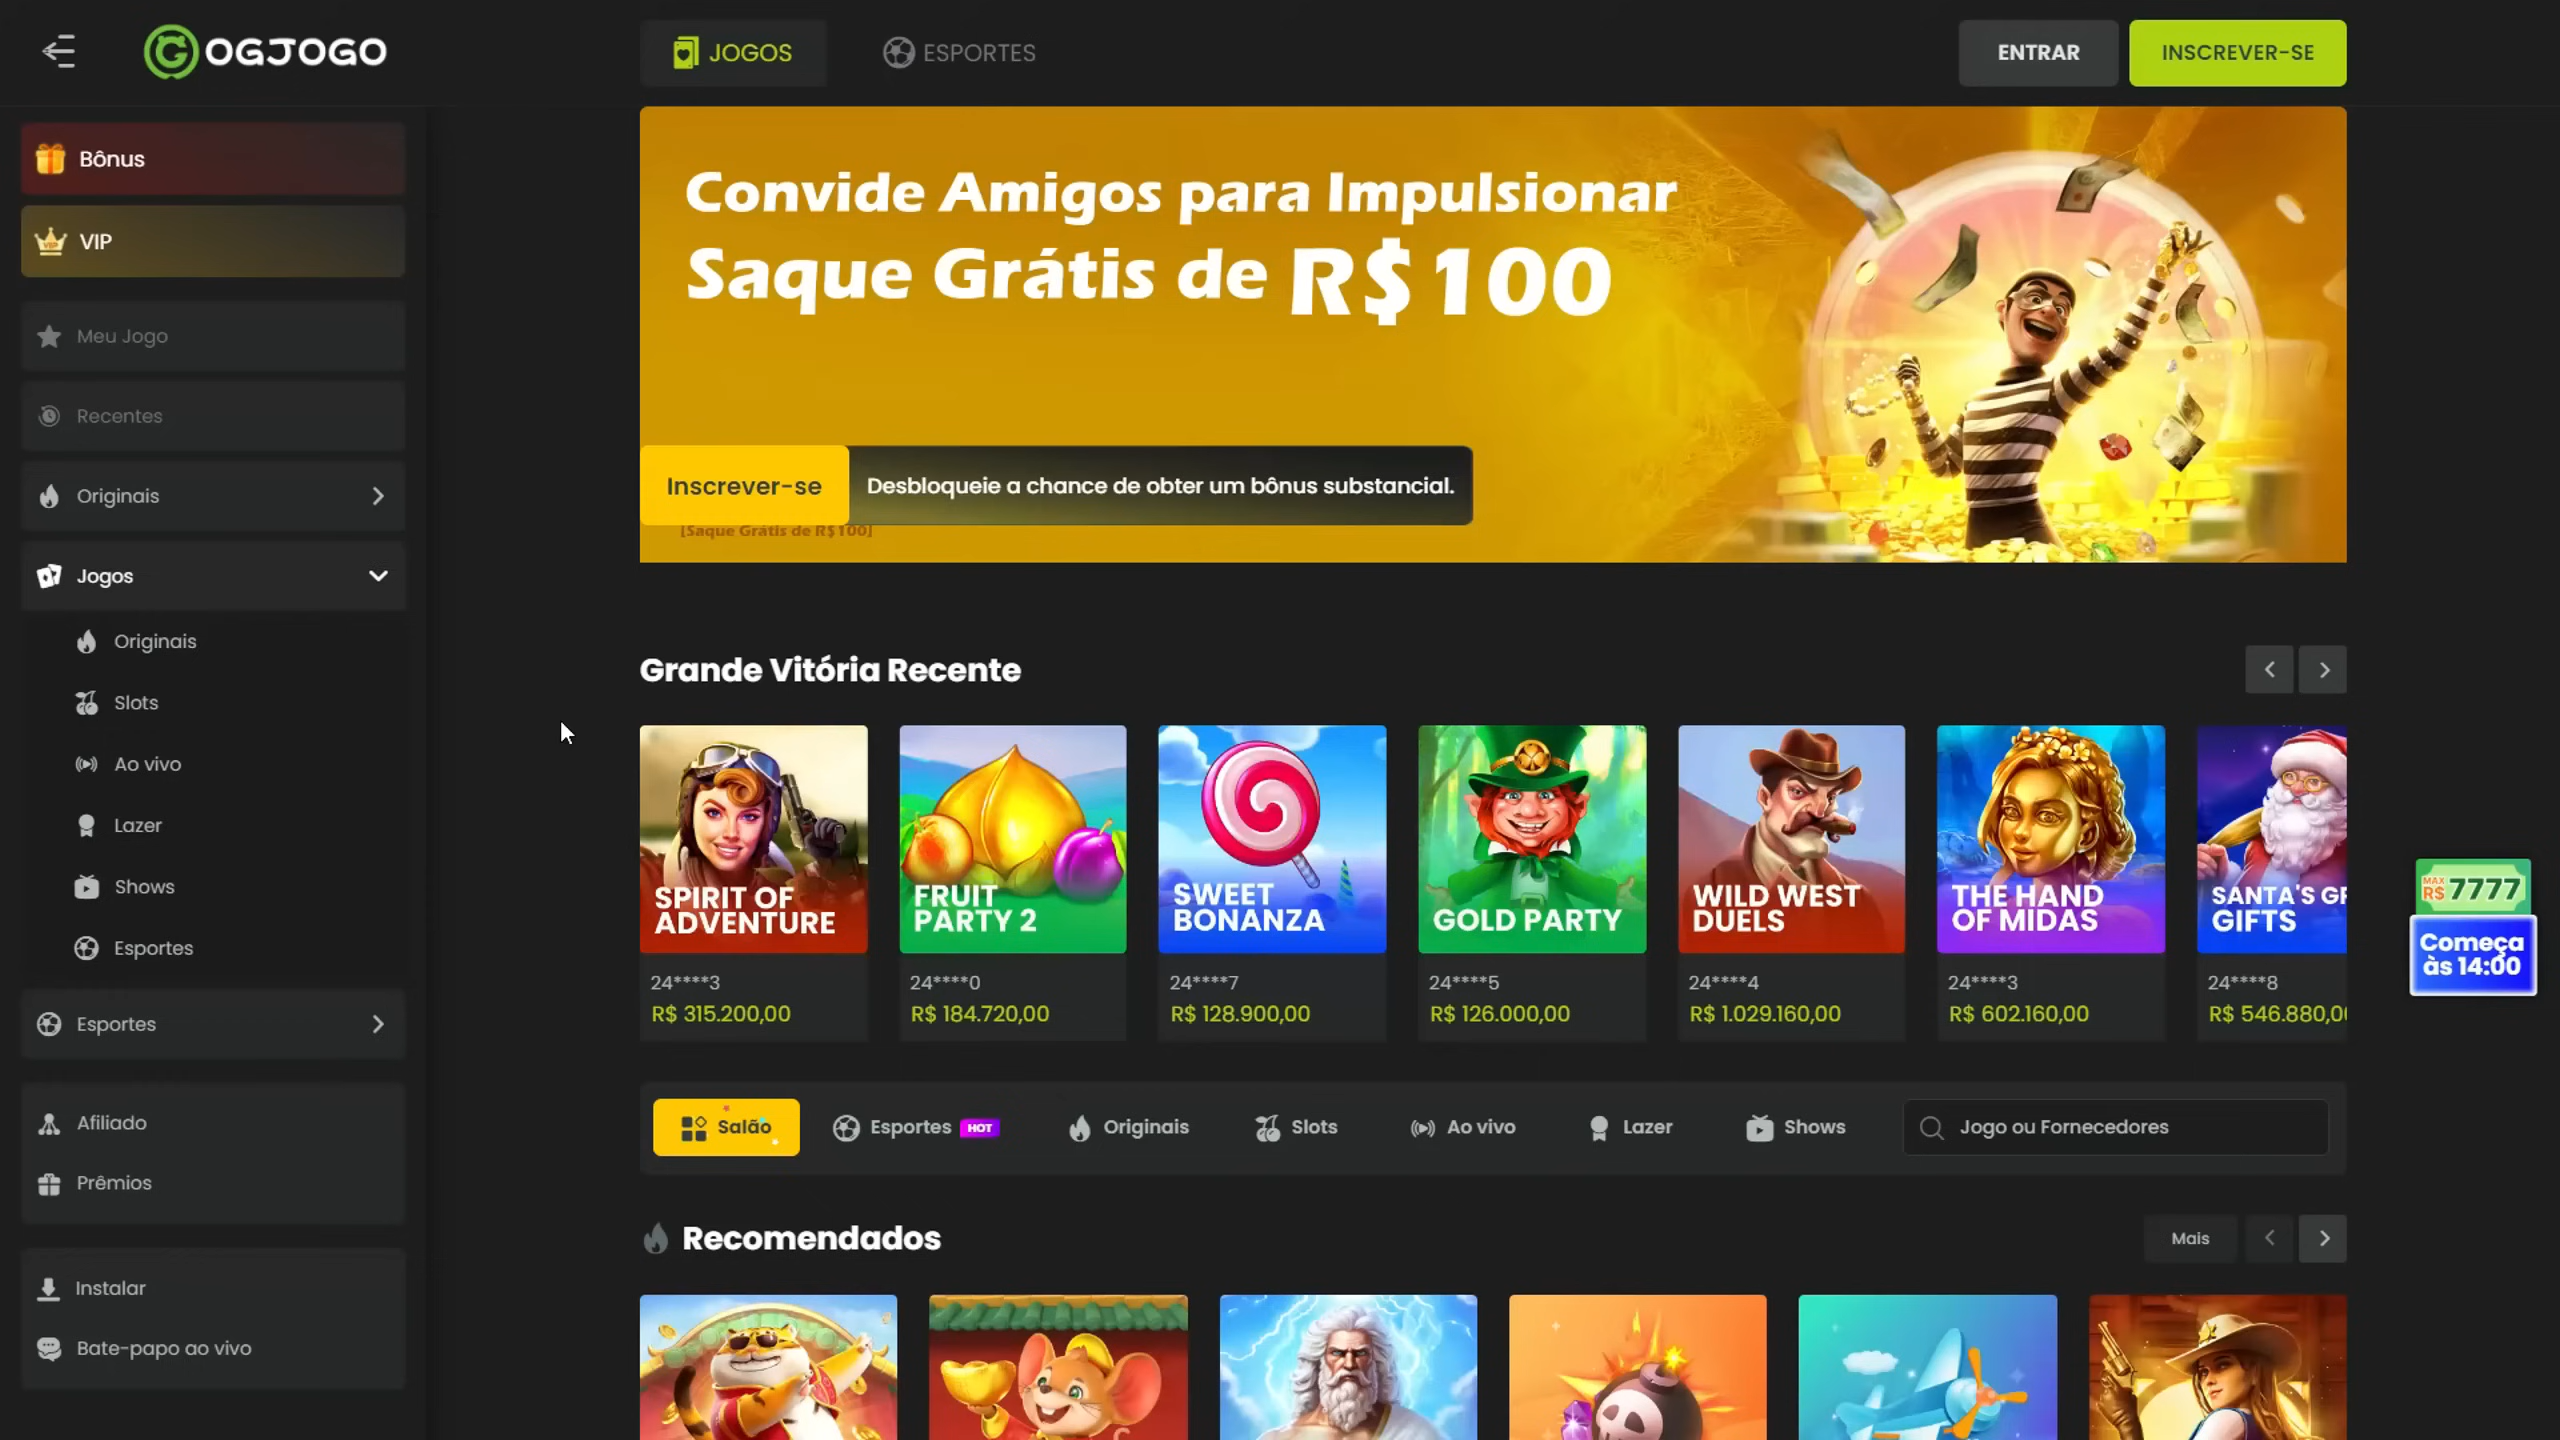 OGJOGO
JOGOS
ESPORTES
ENTRAR
INSCREVER-SE
Bônus
VIP
Meu Jogo
Recentes
Originais
Jogos
Originais
Slots
Ao vivo
Lazer
Shows
Esportes
Esportes
Afiliado
Prêmios
Instalar
Bate-papo ao vivo
Convide Amigos para Impulsionar
Saque Grátis de R$100
Inscrever-se
Desbloqueie a chance de obter um bônus substancial.
[Saque Grátis de R$100]
Grande Vitória Recente
SPIRIT OF
ADVENTURE
24****3
R$ 315.200,00
FRUIT
PARTY 2
24****0
R$ 184.720,00
SWEET
BONANZA
24****7
R$ 128.900,00
GOLD PARTY
24****5
R$ 126.000,00
WILD WEST
DUELS
24****4
R$ 1.029.160,00
THE HAND
OF MIDAS
24****3
R$ 602.160,00
SANTA'S GR
GIFTS
24****8
R$ 546.880,00
MAX
R$ 7777
Começa
às 14:00
Salão
Esportes HOT
Originais
Slots
Ao vivo
Lazer
Shows
Jogo ou Fornecedores
Recomendados
Mais